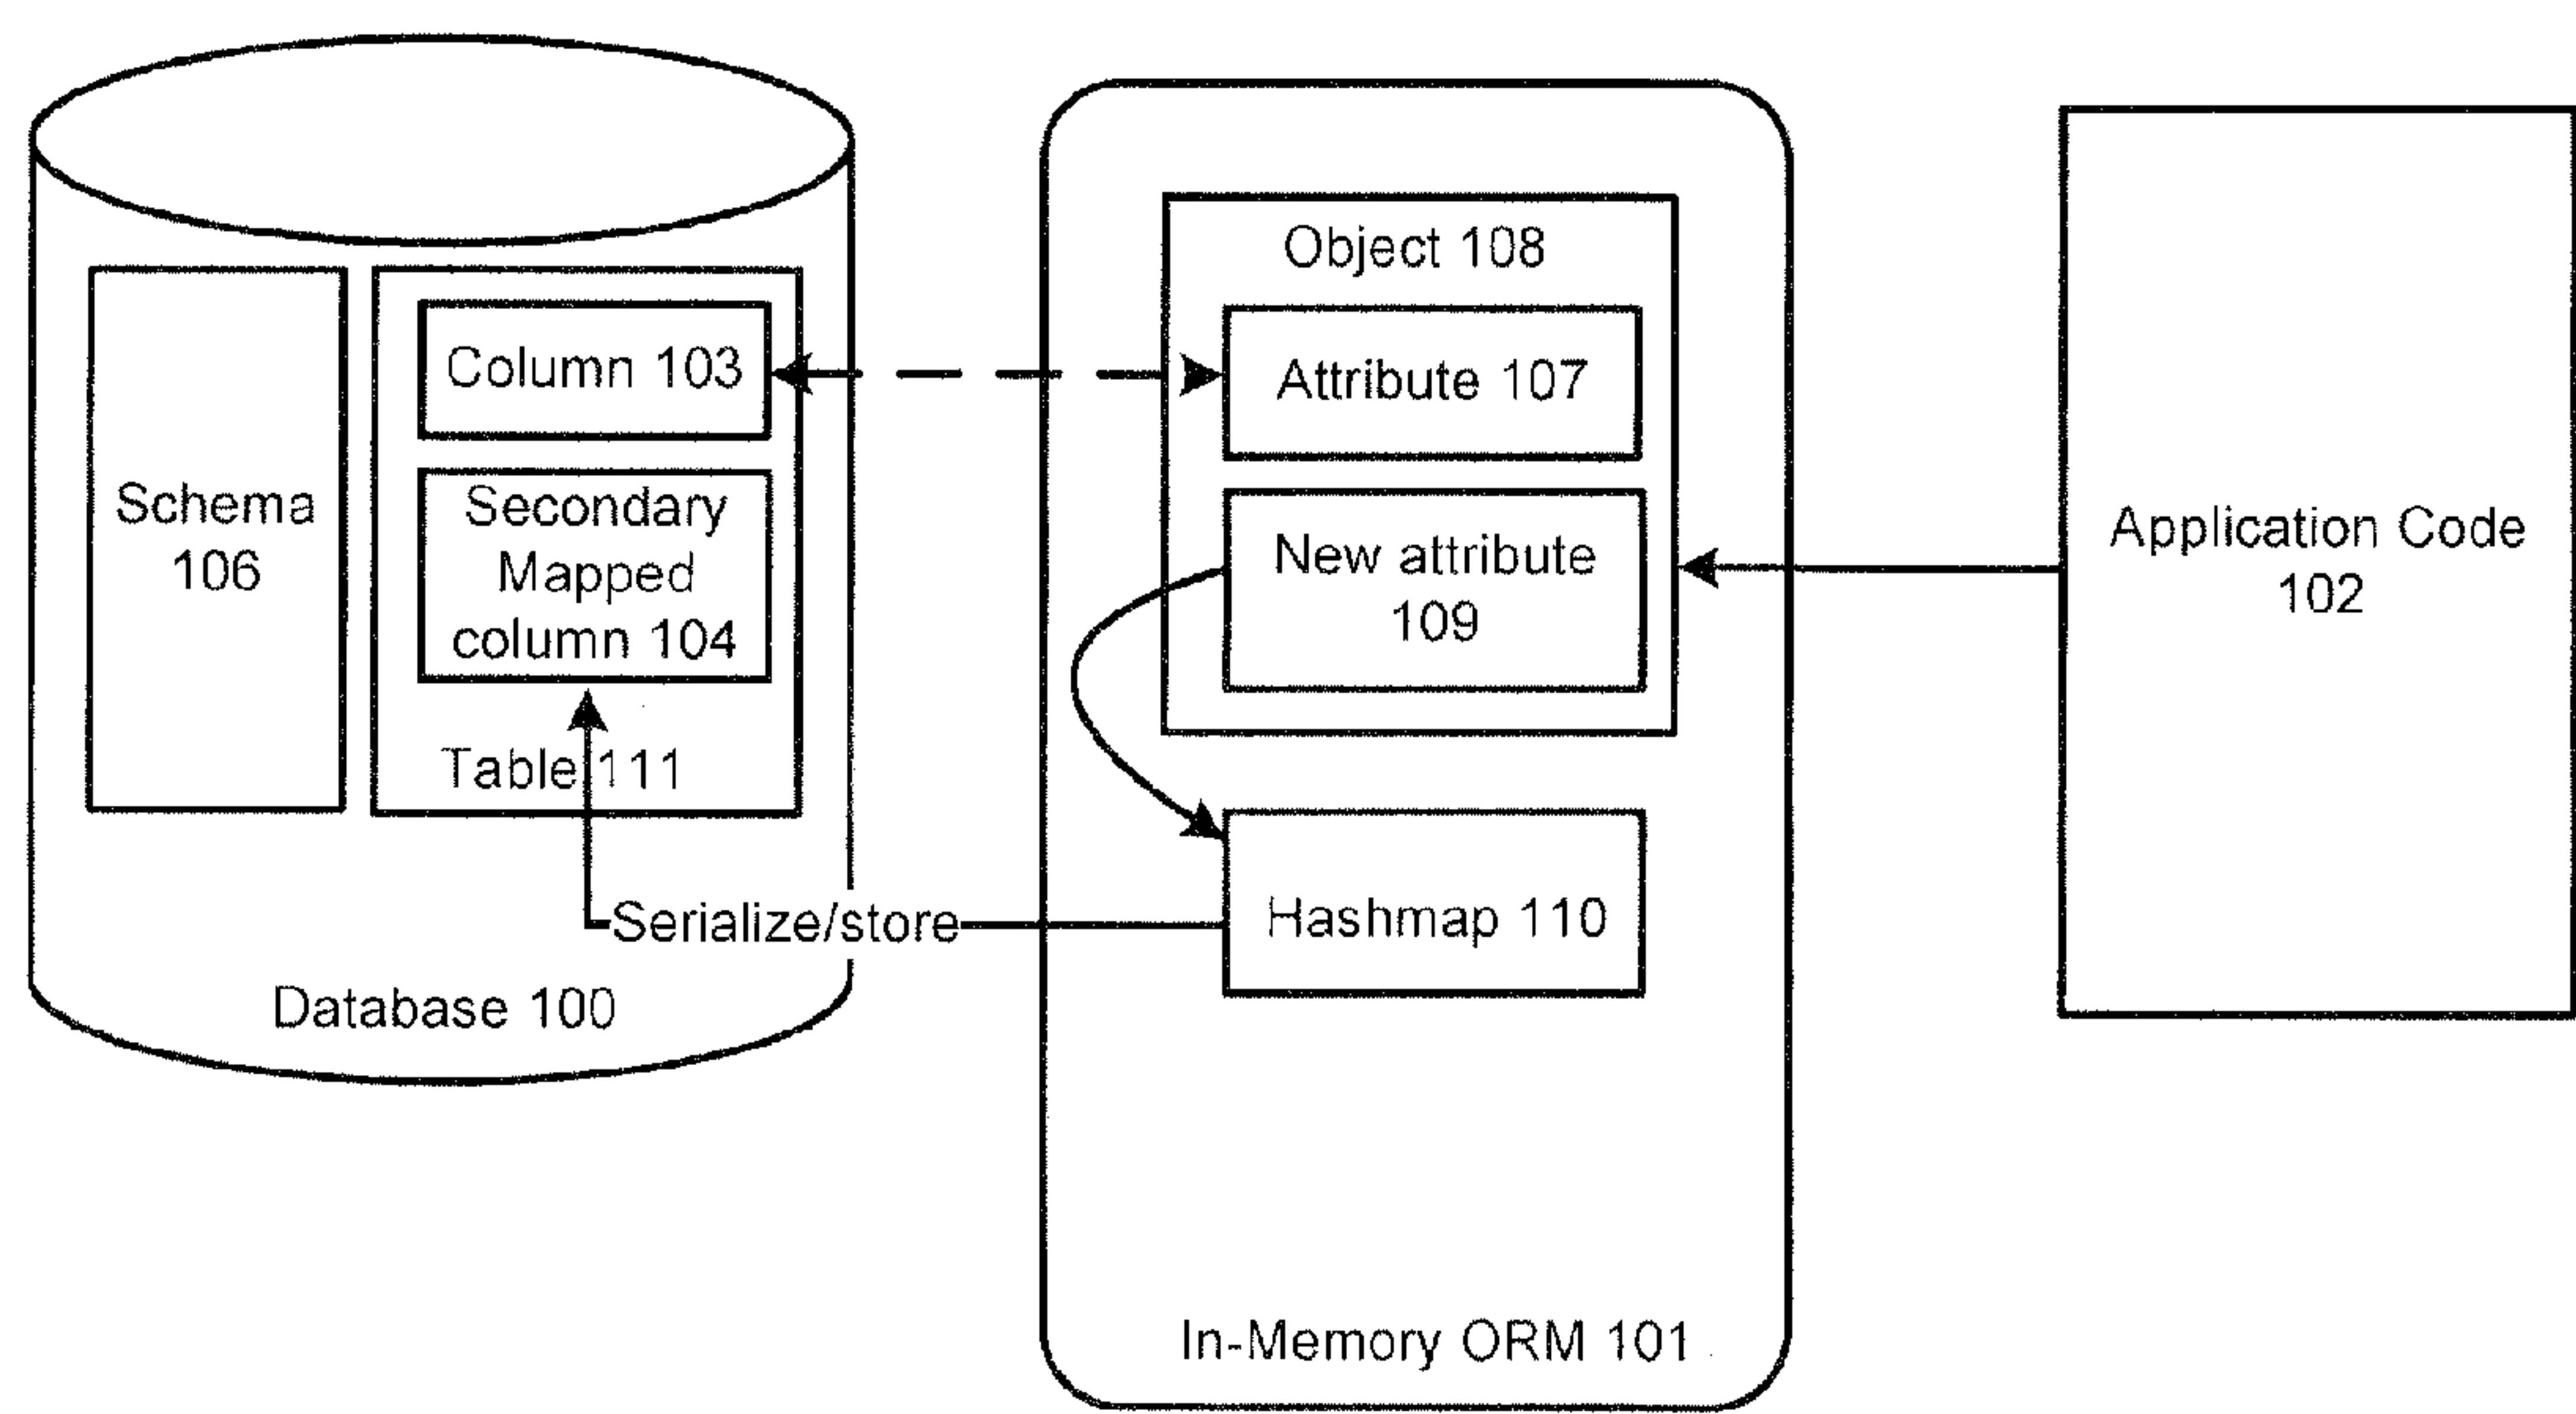 Schema
106
Column 103
Secondary
Mapped
column 104
Table 111
Serialize/store
Database 100
Object 108
Attribute 107
New attribute
109
Hashmap 110
In-Memory ORM 101
Application Code
102